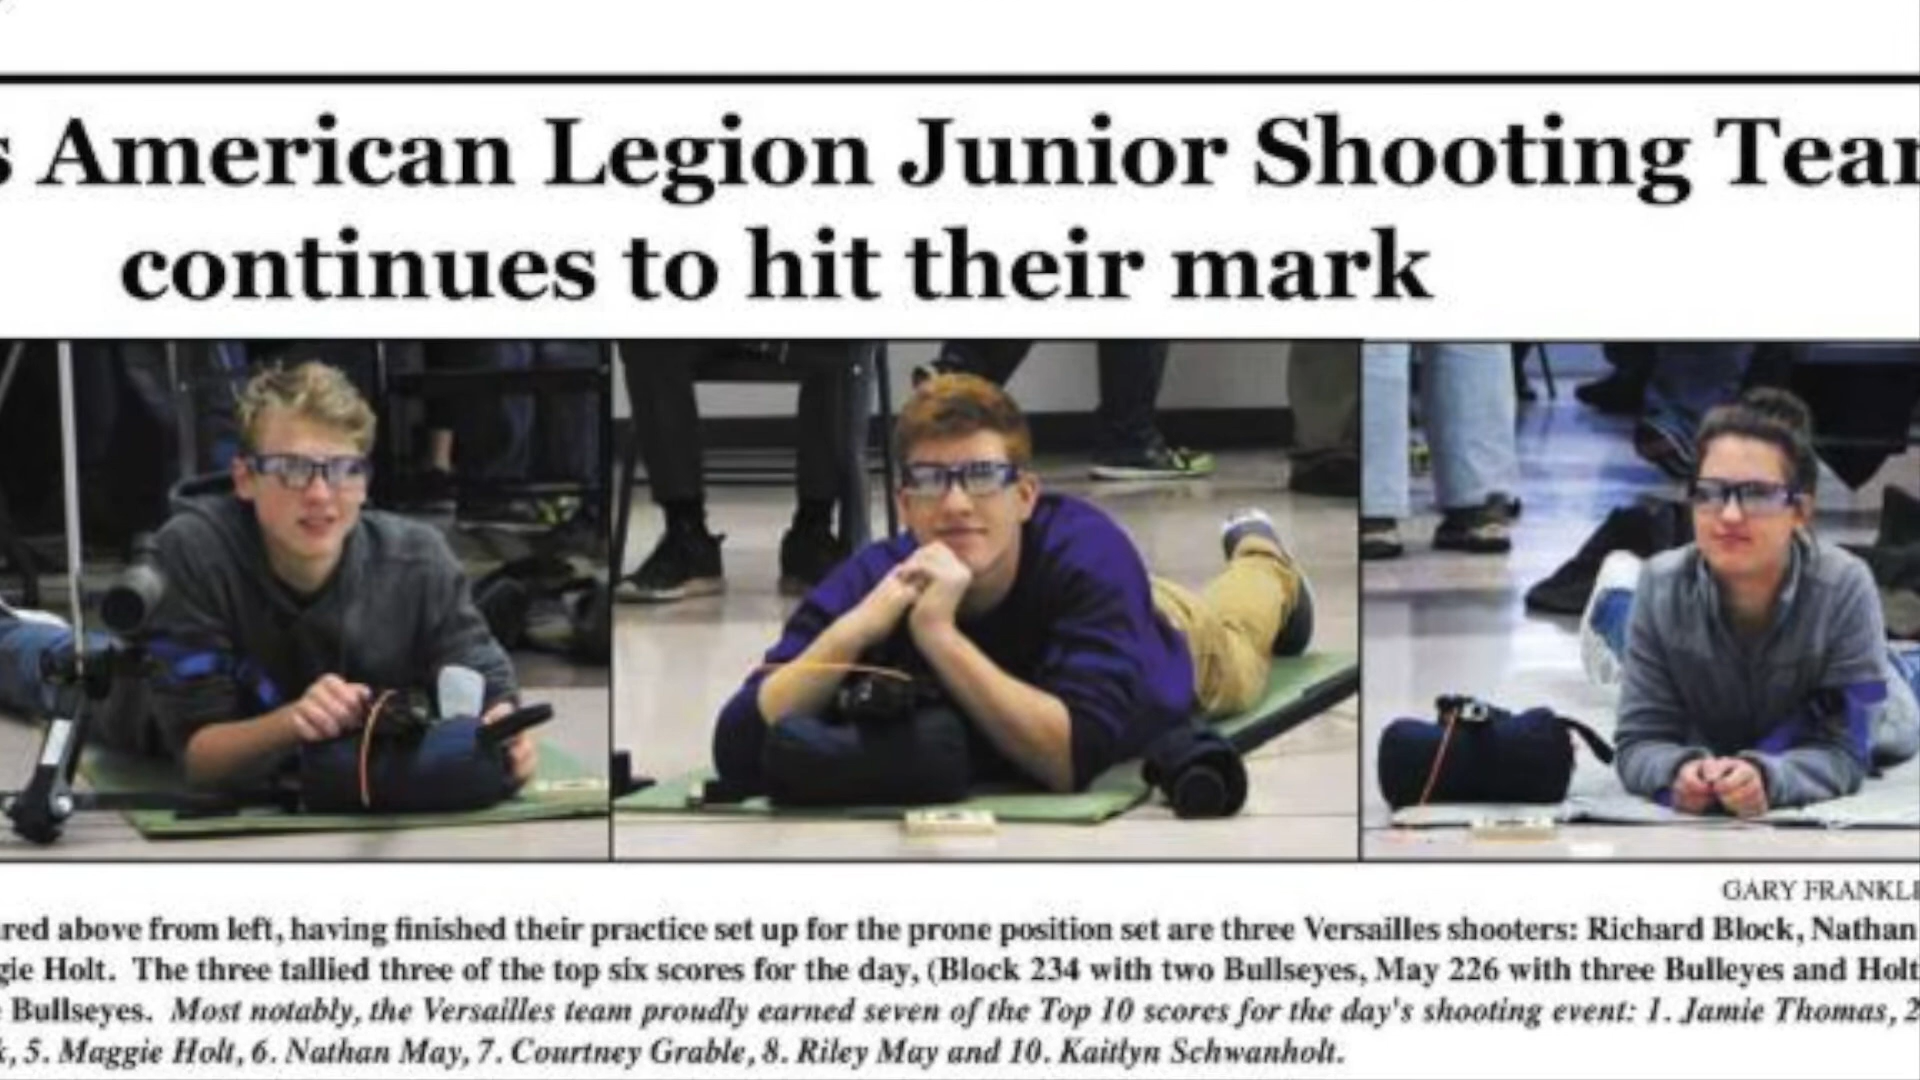 s American Legion Junior Shooting Tea
continues to hit their mark
GARY FRANKL
red above from left, having finished their practice set up for the prone position set are three Versailles shooters: Richard Block, Nathan
gie Holt. The three tallied three of the top six scores for the day, (Block 234 with two Bullseyes, May 226 with three Bulleyes and Holt
Bullseyes. Most notably, the Versailles team proudly earned seven of the Top 10 scores for the day's shooting event: 1. Jamie Thomas, 2
k, 5. Maggie Holt, 6. Nathan May, 7. Courtney Grable, 8. Riley May and 10. Kaitlyn Schwanholt.